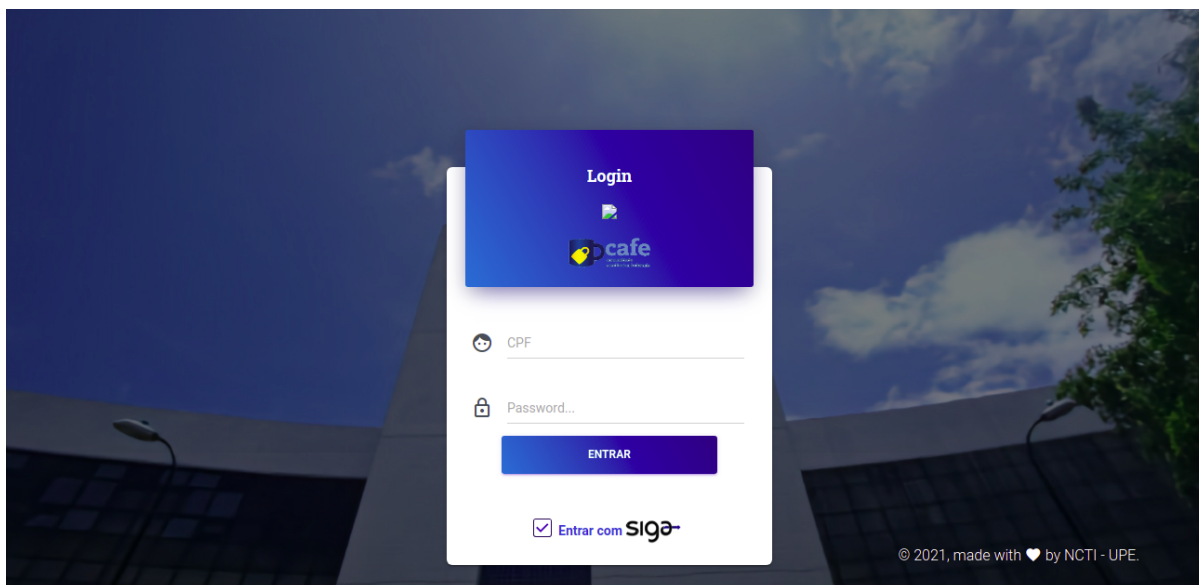 Login
cafe
CPF
Password...
ENTRAR
Entrar com SIGA
© 2021, made with by NCTI - UPE.